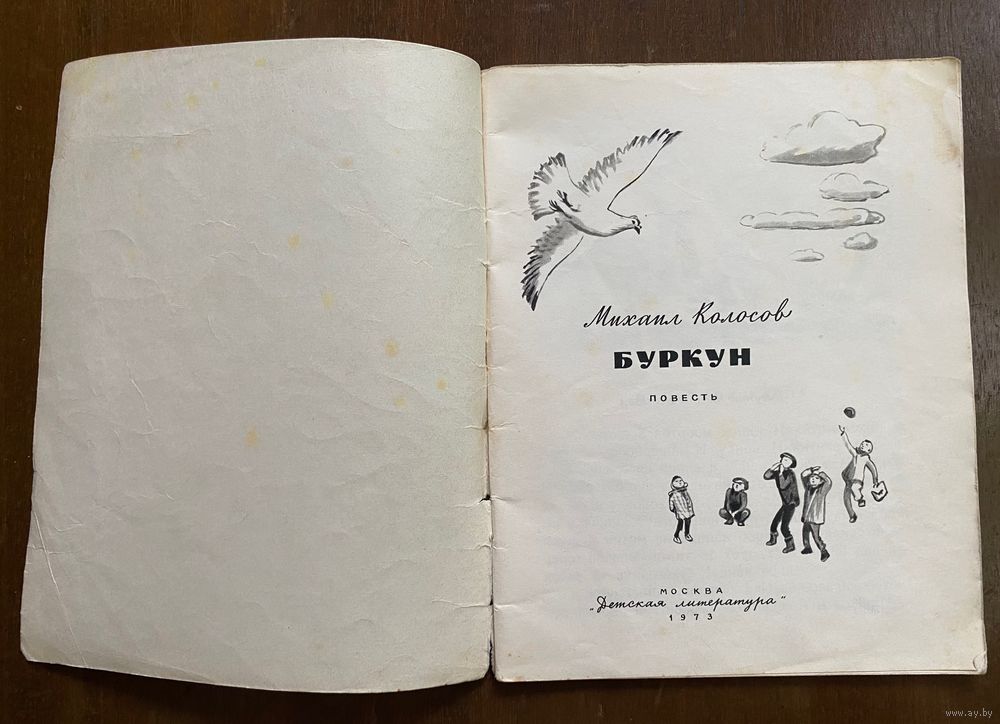 Михаил Колосов
БУРКУН
ПОВЕСТЬ
МОСКВА
"Детская литература"
1973
www.ay.by